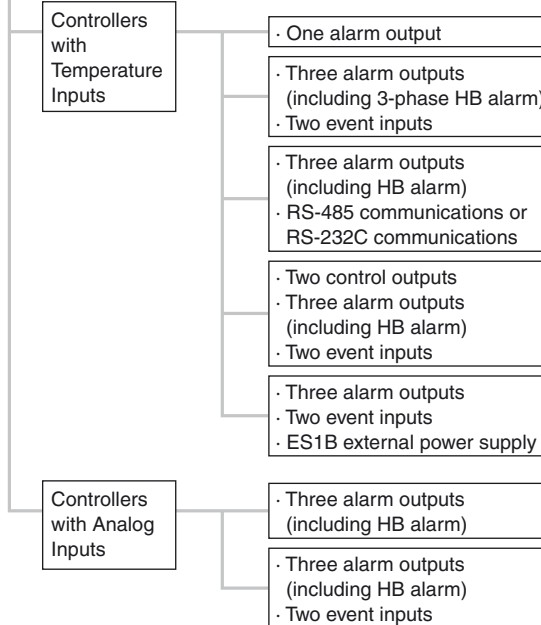 Controllers
with
Temperature
Inputs
· One alarm output
· Three alarm outputs
(including 3-phase HB alarm)
· Two event inputs
· Three alarm outputs
(including HB alarm)
· RS-485 communications or
RS-232C communications
· Two control outputs
· Three alarm outputs
(including HB alarm)
· Two event inputs
· Three alarm outputs
· Two event inputs
· ES1B external power supply
Controllers
with Analog
Inputs
· Three alarm outputs
(including HB alarm)
· Three alarm outputs
(including HB alarm)
· Two event inputs